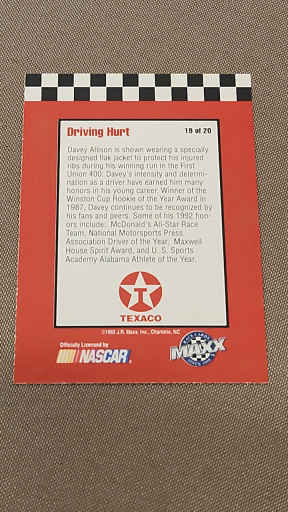 Driving Hurt
19 of 20
Davey Allison is shown wearing a specially
designed flak jacket to protect his injured
ribs during his winning run in the First
Union 400. Davey's intensity and determi-
nation as a driver have earned him many
honors in his young career. Winner of the
Winston Cup Rookie of the Year Award in
1987, Davey continues to be recognized by
his fans and peers. Some of his 1992 hon-
ors include: McDonald's All-Star Race
Team, National Motorsports Press
Association Driver of the Year, Maxwell
House Spirit Award, and U. S. Sports
Academy Alabama Athlete of the Year.
T
TEXACO
J.R. Maxx, Inc., Charlotte, NC
Officially Licensed by
NASCAR
MAXX